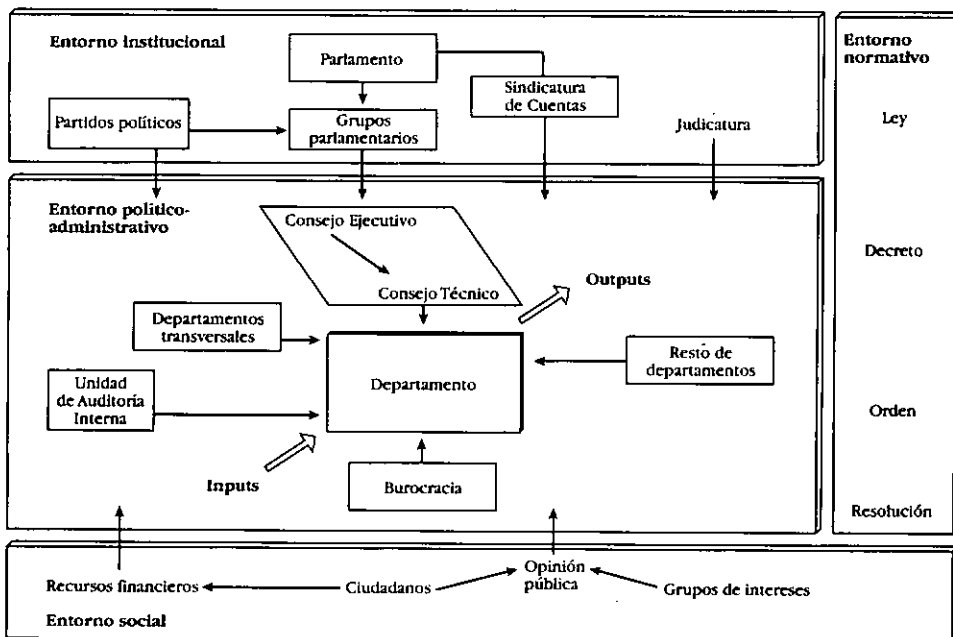 Entorno institucional
Parlamento
Sindicatura
de Cuentas
Partidos políticos
Grupos
parlamentarios
Judicatura
Entorno
normativo
Ley
Decreto
Orden
Resolución
Entorno político-
administrativo
Consejo Ejecutivo
Consejo Técnico
Outputs
Departamentos
transversales
Departamento
Resto de
departamentos
Unidad
de Auditoría
Interna
Inputs
Burocracia
Recursos financieros
Ciudadanos
Opinión
pública
Grupos de intereses
Entorno social